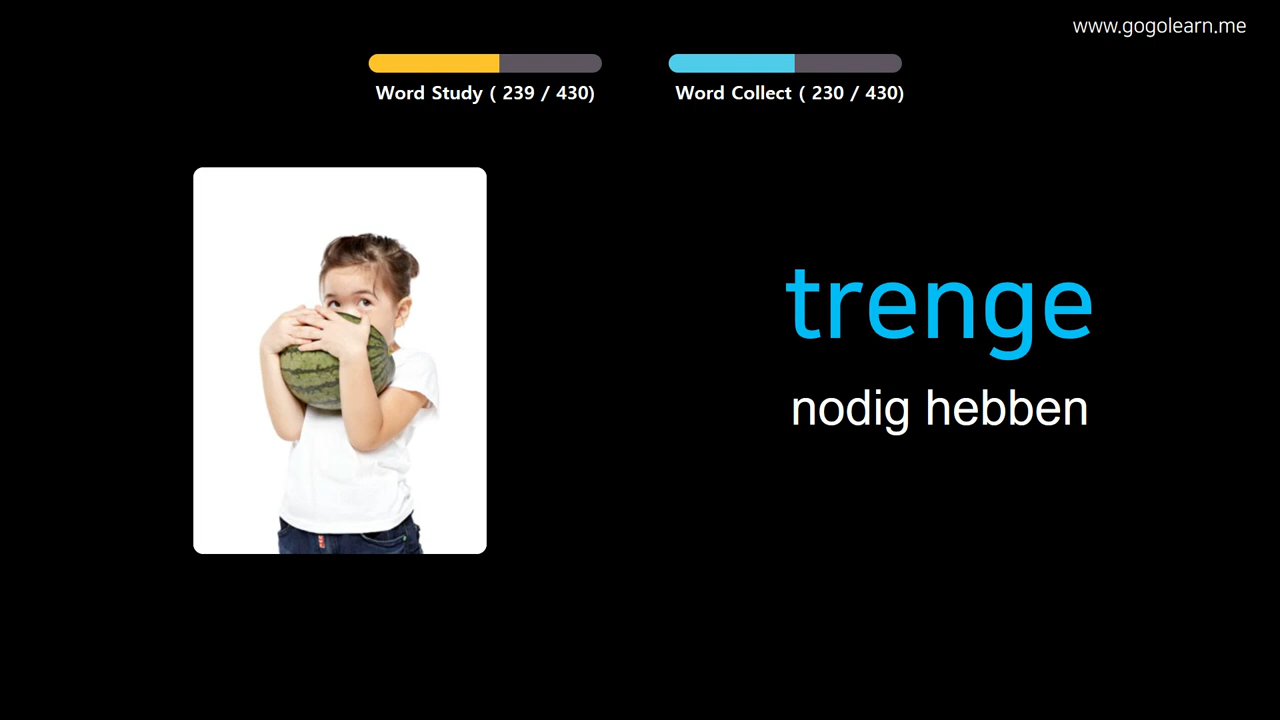 www.gogolearn.me
Word Study ( 239 / 430)
Word Collect ( 230 / 430)
trenge
nodig hebben